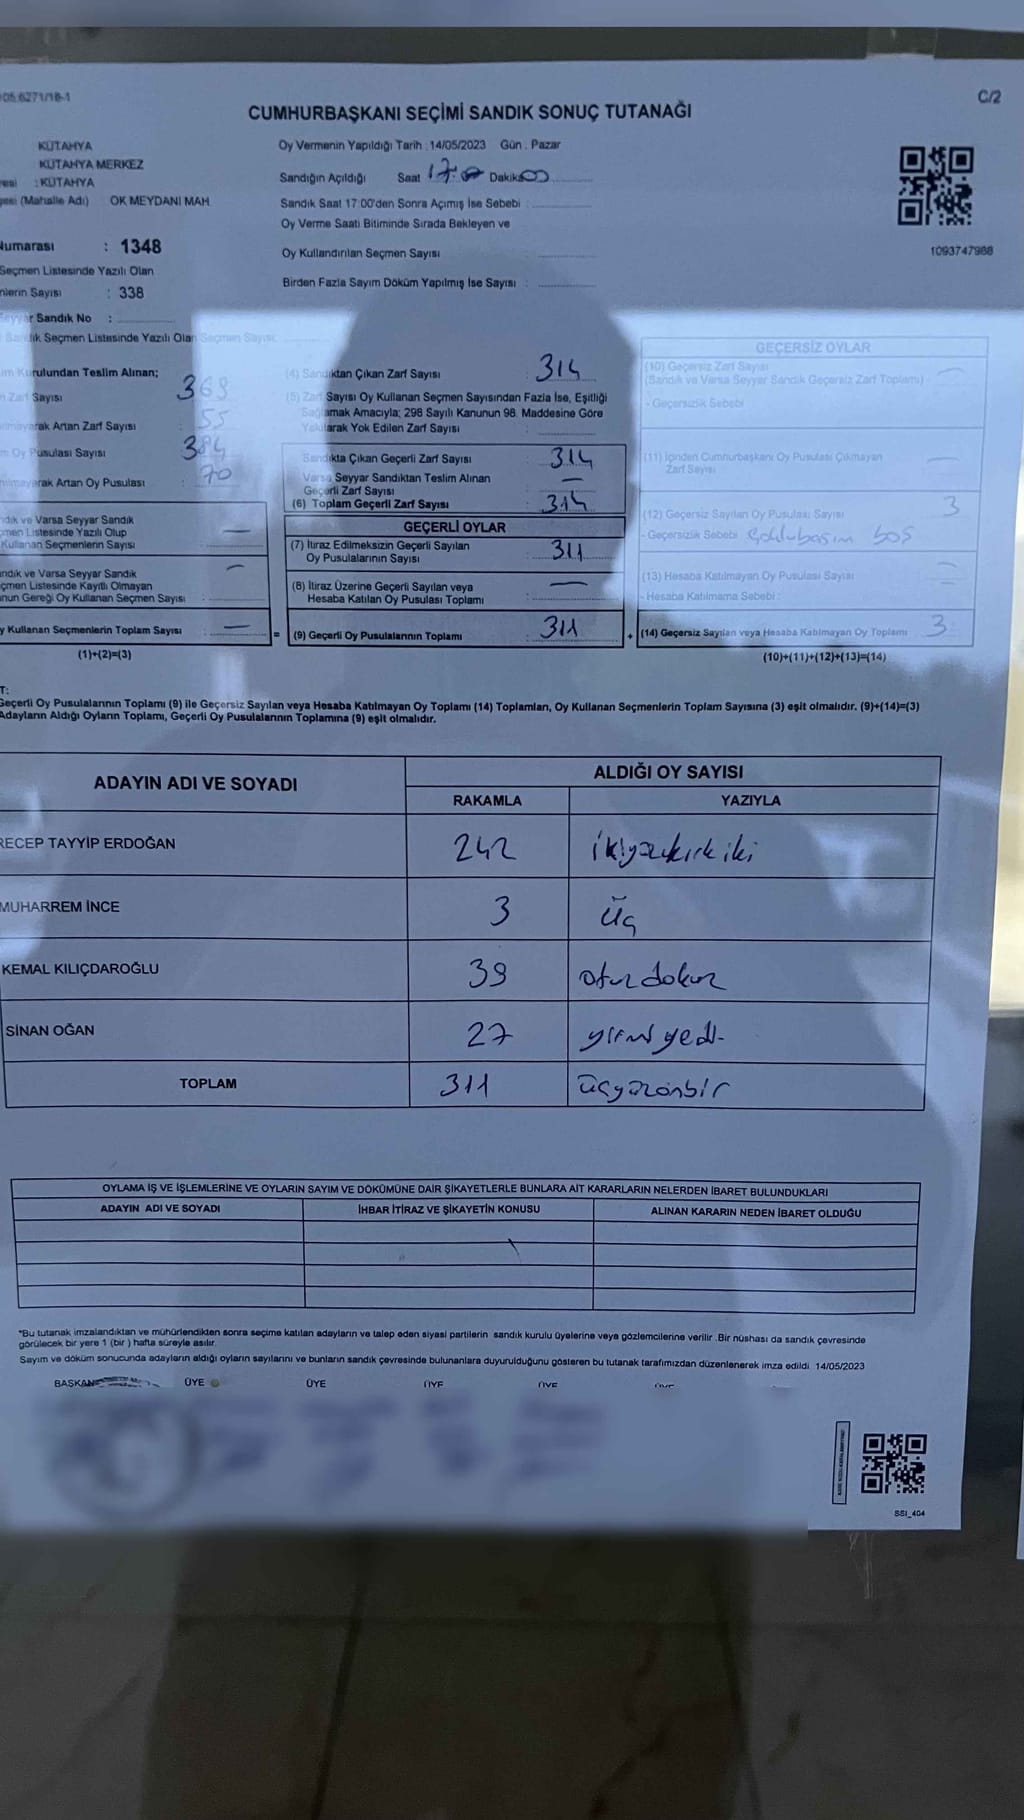 C/2
CUMHURBAŞKANI SEÇİMİ SANDIK SONUÇ TUTANAĞI
KÜTAHYA
KÜTAHYA MERKEZ
: KÜTAHYA
(Mahalle Adı) OK MEYDANI MAH.
: 1348
Seçmen Listesinde Yazılı Olan
Sayısı : 338
Sandık No :
Seçmen Listesinde Yazılı Olan Seçmen Sayısı:
Oy Vermenin Yapıldığı Tarih : 14/05/2023 Gün : Pazar
Sandığın Açıldığı Saat 17:00 Dakika 00
Sandık Saat 17:00'den Sonra Açımış İse Sebebi :
Oy Verme Saati Bitiminde Sırada Bekleyen ve
Oy Kullandırılan Seçmen Sayısı :
Birden Fazla Sayım Döküm Yapılmış İse Sayısı :
1093747988
Kurulundan Teslim Alınan;
Zarf Sayısı : 369
Artan Zarf Sayısı : 55
Oy Pusulası Sayısı : 384
Artan Oy Pusulası : 70
ve Varsa Seyyar Sandık
Listesinde Yazılı Olup
Kullanan Seçmenlerin Sayısı : —
ve Varsa Seyyar Sandık
Listesinde Kayıtlı Olmayan
Gereği Oy Kullanan Seçmen Sayısı : —
Kullanan Seçmenlerin Toplam Sayısı : —
(1)+(2)=(3)
(4) Sandıktan Çıkan Zarf Sayısı : 314
(5) Zarf Sayısı Oy Kullanan Seçmen Sayısından Fazla İse, Eşitliği
Sağlamak Amacıyla; 298 Sayılı Kanunun 98. Maddesine Göre
Yakılarak Yok Edilen Zarf Sayısı :
Sandıkta Çıkan Geçerli Zarf Sayısı : 314
Varsa Seyyar Sandıktan Teslim Alınan
Geçerli Zarf Sayısı : —
(6) Toplam Geçerli Zarf Sayısı : 314
GEÇERLİ OYLAR
(7) İtiraz Edilmeksizin Geçerli Sayılan
Oy Pusulalarının Sayısı : 311
(8) İtiraz Üzerine Geçerli Sayılan veya
Hesaba Katılan Oy Pusulası Toplamı : —
= (9) Geçerli Oy Pusulalarının Toplamı : 311
GEÇERSİZ OYLAR
(10) Geçersiz Zarf Sayısı
(Sandık ve Varsa Seyyar Sandık Geçersiz Zarf Toplamı) - —
- Geçersizlik Sebebi
(11) İçinden Cumhurbaşkanı Oy Pusulası Çıkmayan
Zarf Sayısı —
(12) Geçersiz Sayılan Oy Pusulası Sayısı 3
- Geçersizlik Sebebi boş
(13) Hesaba Katılmayan Oy Pusulası Sayısı —
- Hesaba Katılmama Sebebi :
+ (14) Geçersiz Sayılan veya Hesaba Katılmayan Oy Toplamı 3
(10)+(11)+(12)+(13)=(14)
Geçerli Oy Pusulalarının Toplamı (9) ile Geçersiz Sayılan veya Hesaba Katılmayan Oy Toplamı (14) Toplamları, Oy Kullanan Seçmenlerin Toplam Sayısına (3) eşit olmalıdır. (9)+(14)=(3)
Adayların Aldığı Oyların Toplamı, Geçerli Oy Pusulalarının Toplamına (9) eşit olmalıdır.
ADAYIN ADI VE SOYADI
ALDIĞI OY SAYISI
RAKAMLA YAZIYLA
RECEP TAYYİP ERDOĞAN 242 ikiyüzkırkiki
MUHARREM İNCE 3 üç
KEMAL KILIÇDAROĞLU 39 otuzdokuz
SİNAN OĞAN 27 yirmiyedi
TOPLAM 311 üçyüzonbir
OYLAMA İŞ VE İŞLEMLERİNE VE OYLARIN SAYIM VE DÖKÜMÜNE DAİR ŞİKAYETLERLE BUNLARA AİT KARARLARIN NELERDEN İBARET BULUNDUKLARI
ADAYIN ADI VE SOYADI İHBAR İTİRAZ VE ŞİKAYETİN KONUSU ALINAN KARARIN NEDEN İBARET OLDUĞU
*Bu tutanak imzalandıktan ve mühürlendikten sonra seçime katılan adayların ve talep eden siyasi partilerin sandık kurulu üyelerine veya gözlemcilerine verilir .Bir nüshası da sandık çevresinde
görülecek bir yere 1 (bir ) hafta süreyle asılır.
Sayım ve döküm sonucunda adayların aldığı oyların sayılarını ve bunların sandık çevresinde bulunanlara duyurulduğunu gösteren bu tutanak tarafımızdan düzenlenerek imza edildi. 14/05/2023
BAŞKAN ÜYE ÜYE ÜYE ÜYE
SSI_404